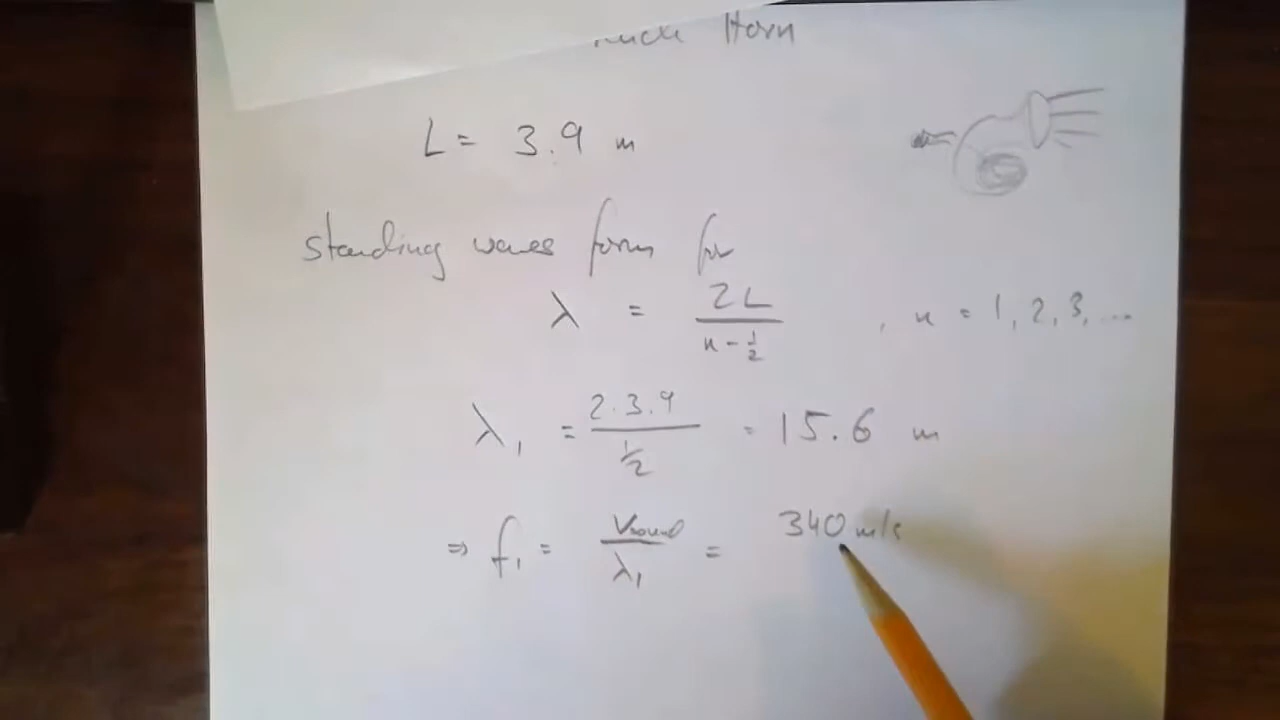 Horn
L = 3.9 m
standing waves form for
λ = 2L / (n - 1/2) , n = 1, 2, 3, ...
λ₁ = 2·3.9 / (1/2) = 15.6 m
⇒ f₁ = Vsound / λ₁ = 340 m/s